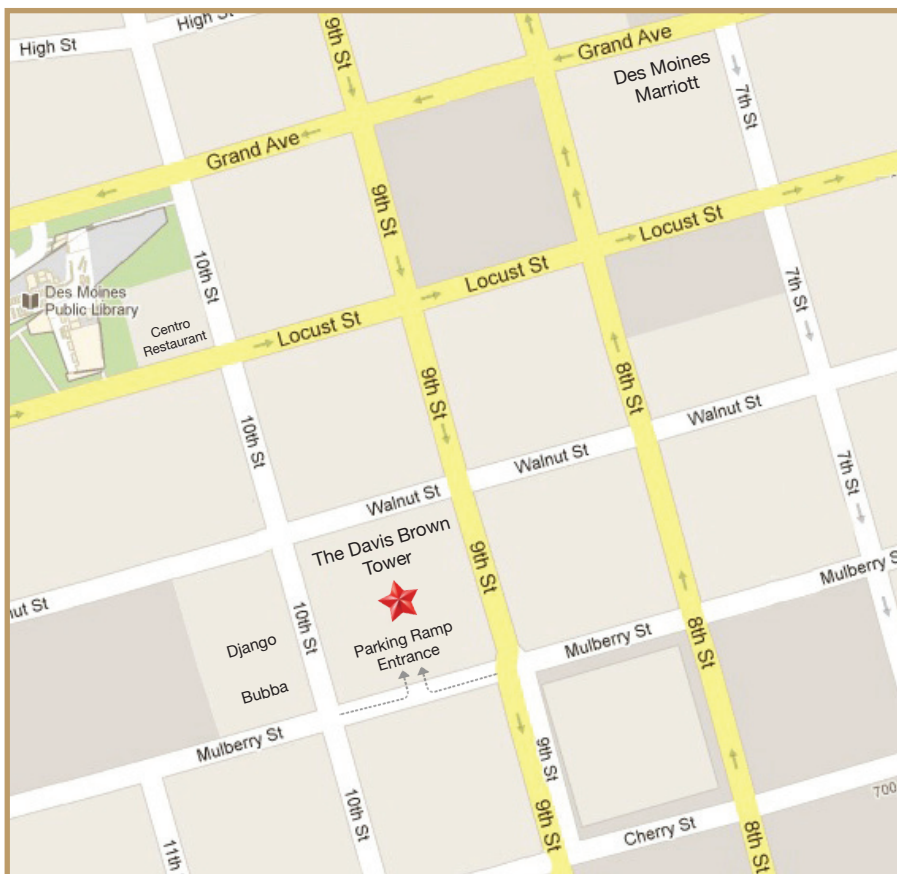 High St
High St
9th St
Grand Ave
Des Moines
Marriott
7th St
Grand Ave
9th St
10th St
Locust St
Locust St
7th St
Des Moines
Public Library
Centro
Restaurant
Locust St
9th St
8th St
10th St
Walnut St
Walnut St
7th St
Walnut St
The Davis Brown
Tower
9th St
Mulberry St
nut St
10th St
Django
Parking Ramp
Entrance
Mulberry St
8th St
Bubba
Mulberry St
9th St
10th St
9th St
700
11th
Cherry St
8th St